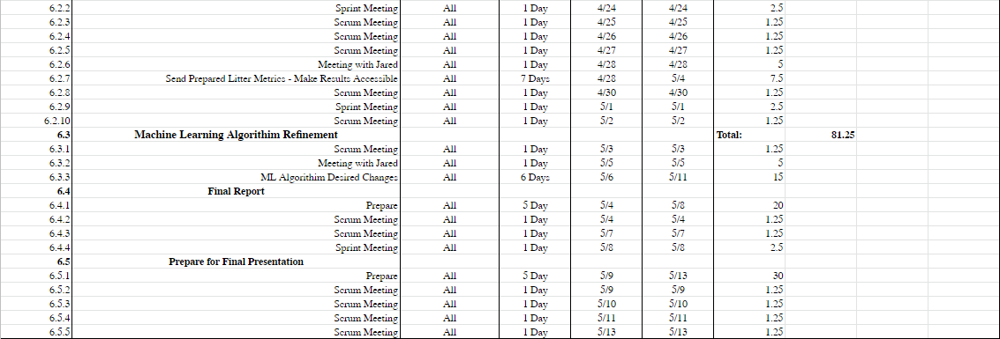 6.2.2 Sprint Meeting All 1 Day 4/24 4/24 2.5
6.2.3 Scrum Meeting All 1 Day 4/25 4/25 1.25
6.2.4 Scrum Meeting All 1 Day 4/26 4/26 1.25
6.2.5 Scrum Meeting All 1 Day 4/27 4/27 1.25
6.2.6 Meeting with Jared All 1 Day 4/28 4/28 5
6.2.7 Send Prepared Litter Metrics - Make Results Accessible All 7 Days 4/28 5/4 7.5
6.2.8 Scrum Meeting All 1 Day 4/30 4/30 1.25
6.2.9 Sprint Meeting All 1 Day 5/1 5/1 2.5
6.2.10 Scrum Meeting All 1 Day 5/2 5/2 1.25
6.3 Machine Learning Algorithim Refinement Total: 81.25
6.3.1 Scrum Meeting All 1 Day 5/3 5/3 1.25
6.3.2 Meeting with Jared All 1 Day 5/5 5/5 5
6.3.3 ML Algorithim Desired Changes All 6 Days 5/6 5/11 15
6.4 Final Report
6.4.1 Prepare All 5 Day 5/4 5/8 20
6.4.2 Scrum Meeting All 1 Day 5/4 5/4 1.25
6.4.3 Scrum Meeting All 1 Day 5/7 5/7 1.25
6.4.4 Sprint Meeting All 1 Day 5/8 5/8 2.5
6.5 Prepare for Final Presentation
6.5.1 Prepare All 5 Day 5/9 5/13 30
6.5.2 Scrum Meeting All 1 Day 5/9 5/9 1.25
6.5.3 Scrum Meeting All 1 Day 5/10 5/10 1.25
6.5.4 Scrum Meeting All 1 Day 5/11 5/11 1.25
6.5.5 Scrum Meeting All 1 Day 5/13 5/13 1.25